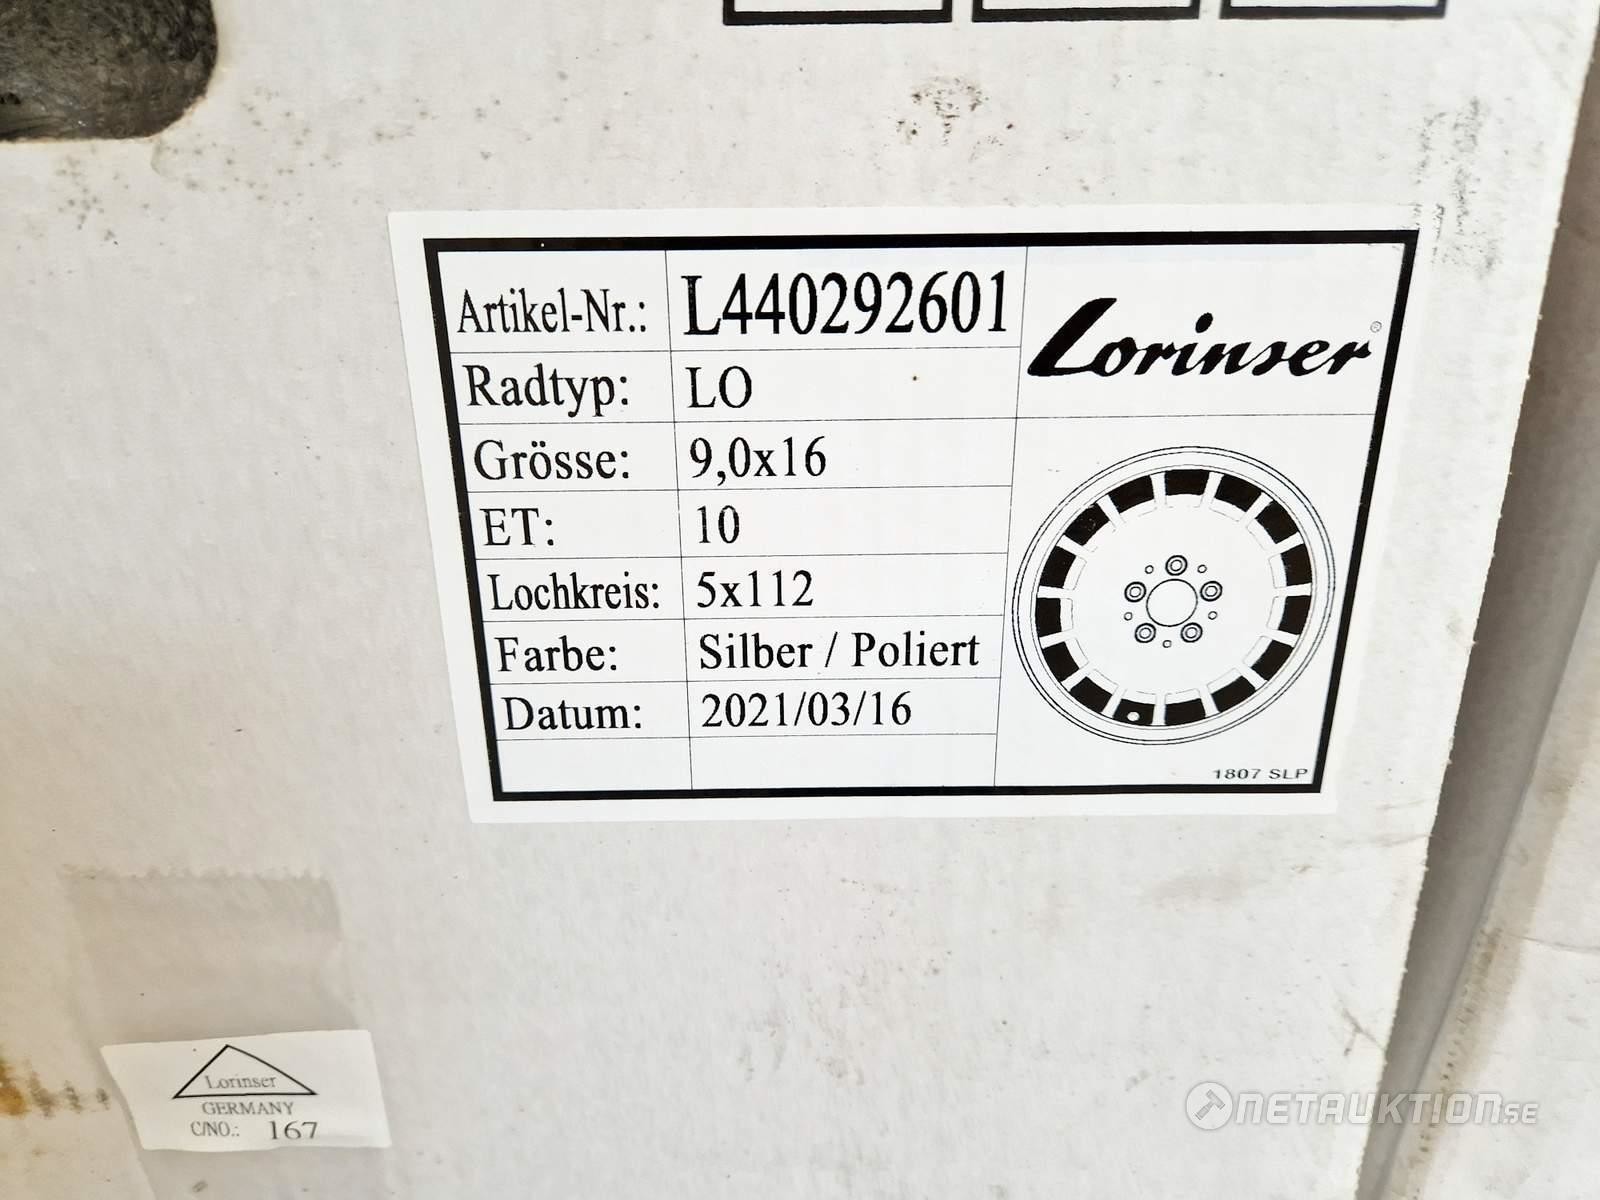 Artikel-Nr.: L440292601
Lorinser®
Radtyp: LO
Grösse: 9,0x16
ET: 10
Lochkreis: 5x112
Farbe: Silber / Poliert
Datum: 2021/03/16
1807 SLP
Lorinser
GERMANY
C/NO.: 167
NETAUKTION.SE